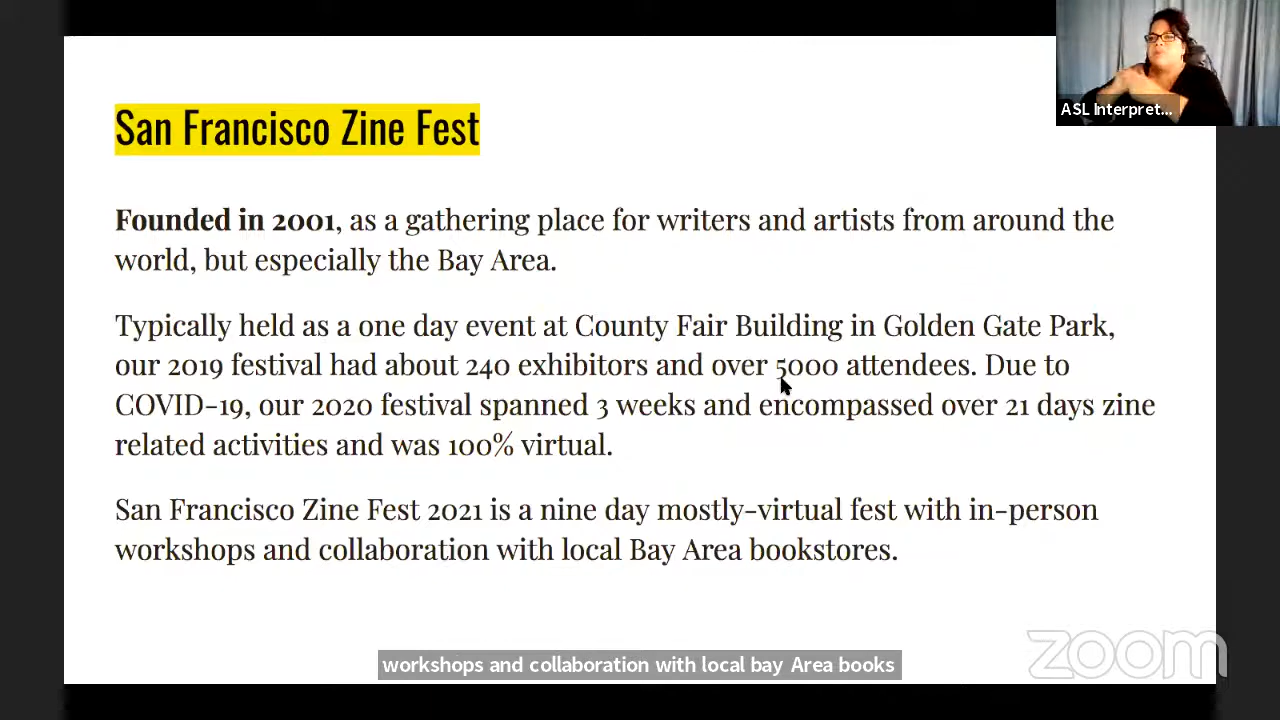 ASL Interpret...
San Francisco Zine Fest
Founded in 2001, as a gathering place for writers and artists from around the
world, but especially the Bay Area.
Typically held as a one day event at County Fair Building in Golden Gate Park,
our 2019 festival had about 240 exhibitors and over 5000 attendees. Due to
COVID-19, our 2020 festival spanned 3 weeks and encompassed over 21 days zine
related activities and was 100% virtual.
San Francisco Zine Fest 2021 is a nine day mostly-virtual fest with in-person
workshops and collaboration with local Bay Area bookstores.
workshops and collaboration with local bay Area books
zoom